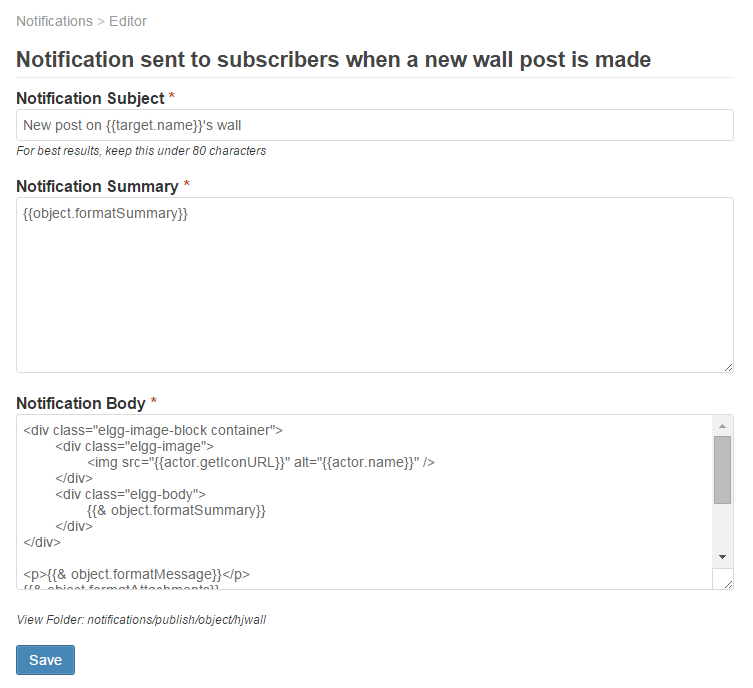 Notifications > Editor
Notification sent to subscribers when a new wall post is made
Notification Subject *
New post on {{target.name}}'s wall
For best results, keep this under 80 characters
Notification Summary *
{{object.formatSummary}}
Notification Body *
<div class="elgg-image-block container">
<div class="elgg-image">
<img src="{{actor.getIconURL}}" alt="{{actor.name}}" />
</div>
<div class="elgg-body">
{{& object.formatSummary}}
</div>
</div>
<p>{{& object.formatMessage}}</p>
{{& object.formatAttachments}}
View Folder: notifications/publish/object/hjwall
Save